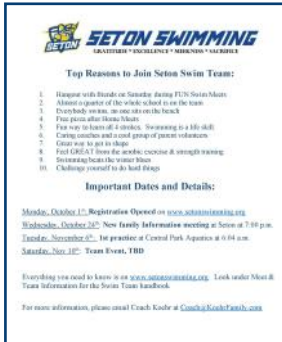 SETON
SETON SWIMMING
GRATITUDE * EXCELLENCE * MEEKNESS * SACRIFICE
Top Reasons to Join Seton Swim Team:
1. Hangout with friends on Saturday during FUN Swim Meets
2. Almost a quarter of the whole school is on the team
3. Everybody swims, no one sits on the bench
4. Free pizza after Home Meets
5. Fun way to learn all 4 strokes. Swimming is a life skill
6. Caring coaches and a cool group of parent volunteers
7. Great way to get in shape
8. Feel GREAT from the aerobic exercise & strength training
9. Swimming beats the winter blues
10. Challenge yourself to do hard things
Important Dates and Details:
Monday, October 1st: Registration Opened on www.setonswimming.org
Wednesday, October 24th: New family Information meeting at Seton at 7:00 p.m.
Tuesday, November 6th: 1st practice at Central Park Aquatics at 6:04 a.m.
Saturday, Nov 10th: Team Event, TBD
Everything you need to know is on www.setonswimming.org Look under Meet &
Team Information for the Swim Team handbook
For more information, please email Coach Koehr at Coach@KoehrFamily.com